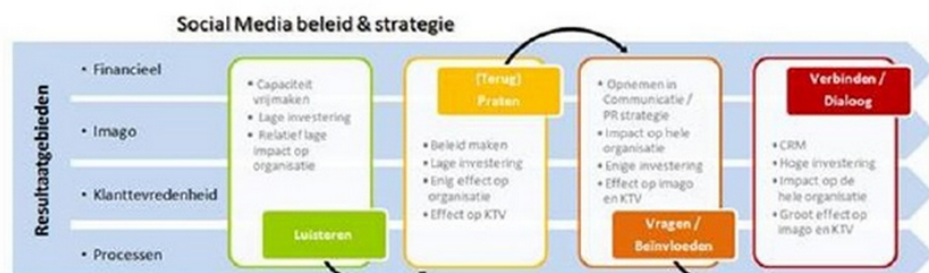 Social Media beleid & strategie
Resultaatgebieden
• Financieel
• Imago
• Klanttevredenheid
• Processen
• Capaciteit
vrijmaken
• Lage investering
• Relatief lage
impact op
organisatie
Luisteren
(Terug)
Praten
• Beleid maken
• Lage investering
• Enig effect op
organisatie
• Effect op KTV
• Opnemen in
Communicatie /
PR strategie
• Impact op hele
organisatie
• Enige investering
• Effect op imago
en KTV
Vragen /
Beïnvloeden
Verbinden /
Dialoog
• CRM
• Hoge investering
• Impact op de
hele organisatie
• Groot effect op
imago en KTV